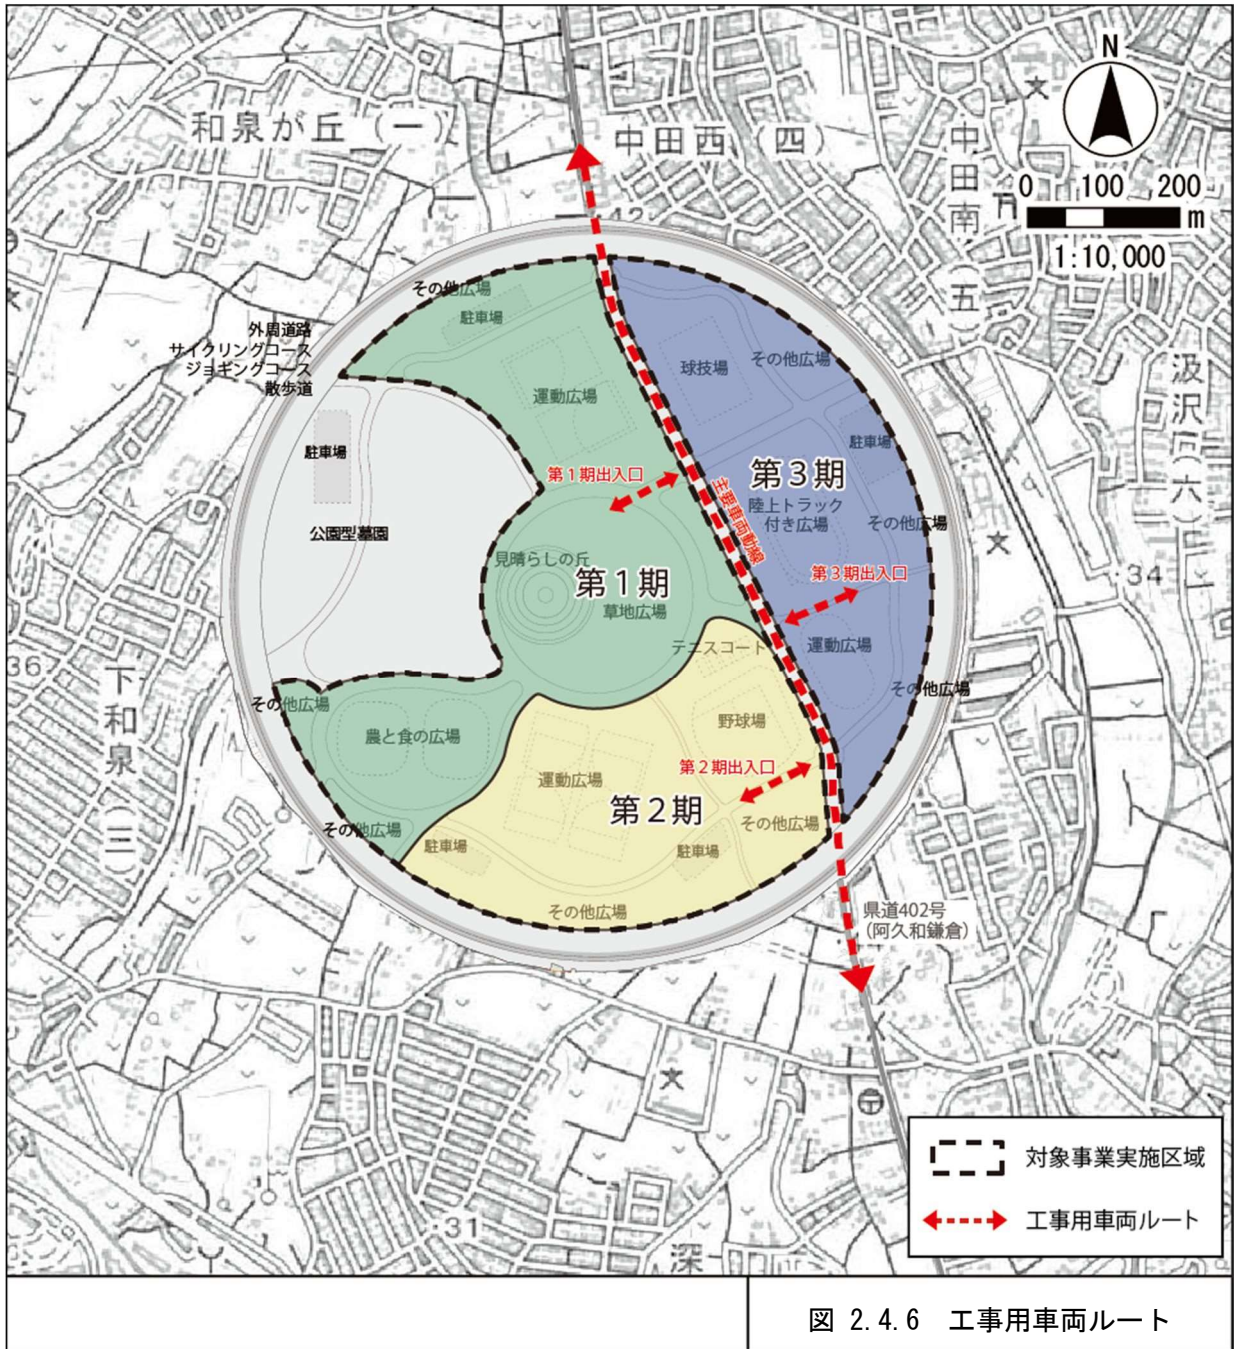 和泉が丘(一)
中田西(四)
中田南(五)
汲沢(六)
下和泉(三)
深
N
0 100 200
m
1:10,000
42
34
36
31
その他広場
駐車場
外周道路
サイクリングコース
ジョギングコース
散歩道
運動広場
球技場
その他広場
駐車場
駐車場
公園型墓園
第1期出入口
主要車両動線
第3期
陸上トラック
付き広場
その他広場
見晴らしの丘
第1期
草地広場
第3期出入口
テニスコート
運動広場
その他広場
その他広場
農と食の広場
野球場
第2期出入口
運動広場
第2期
その他広場
その他広場
駐車場
駐車場
その他広場
県道402号
(阿久和鎌倉)
対象事業実施区域
工事用車両ルート
図 2.4.6 工事用車両ルート